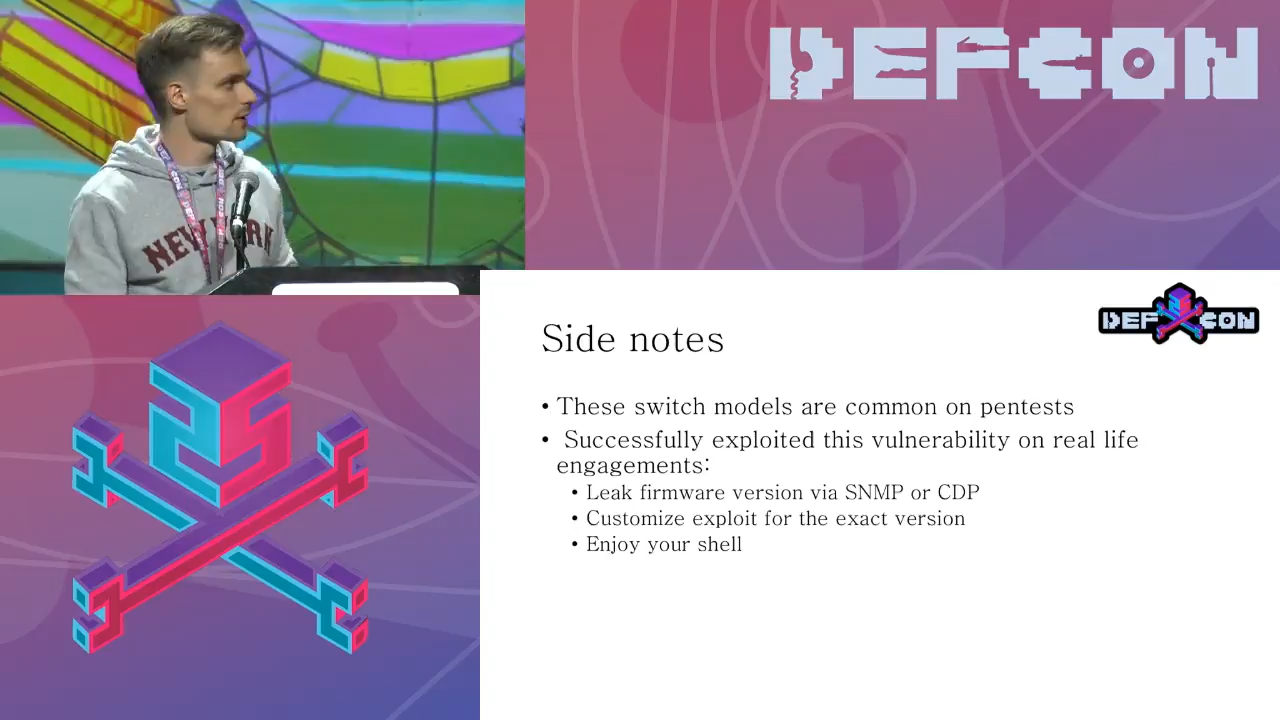 DEFCON
NEW YORK
DEF CON
Side notes
• These switch models are common on pentests
• Successfully exploited this vulnerability on real life
engagements:
• Leak firmware version via SNMP or CDP
• Customize exploit for the exact version
• Enjoy your shell
25